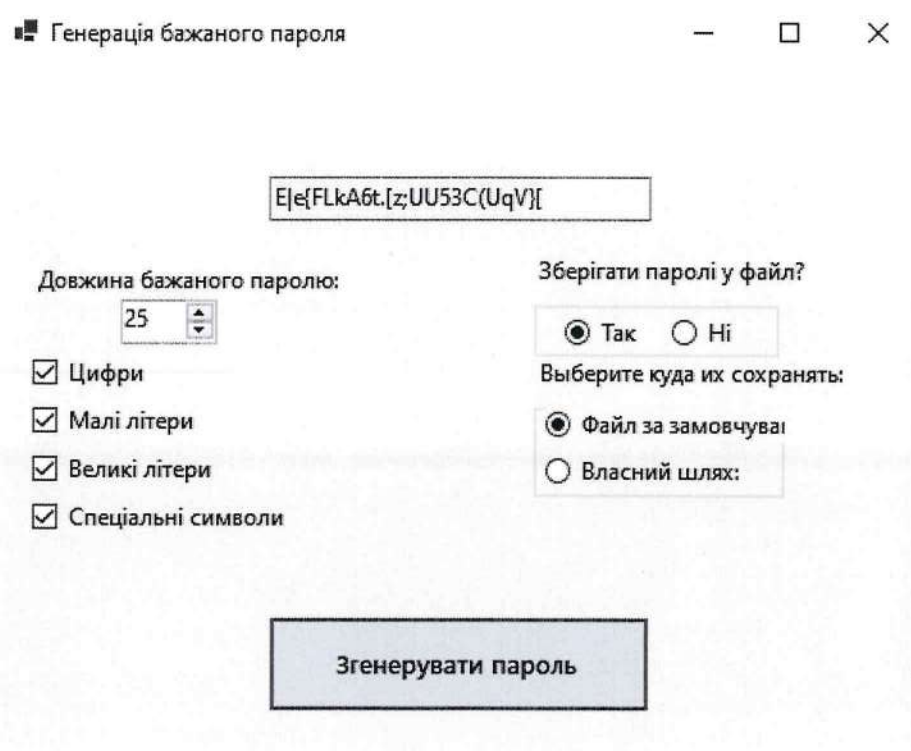 Генерація бажаного пароля
E|e{FLkA6t.[z;UU53C(UqV}[
Довжина бажаного паролю:
25
Цифри
Малі літери
Великі літери
Спеціальні символи
Зберігати паролі у файл?
Так Ні
Выберите куда их сохранять:
Файл за замовчуваı
Власний шлях:
Згенерувати пароль